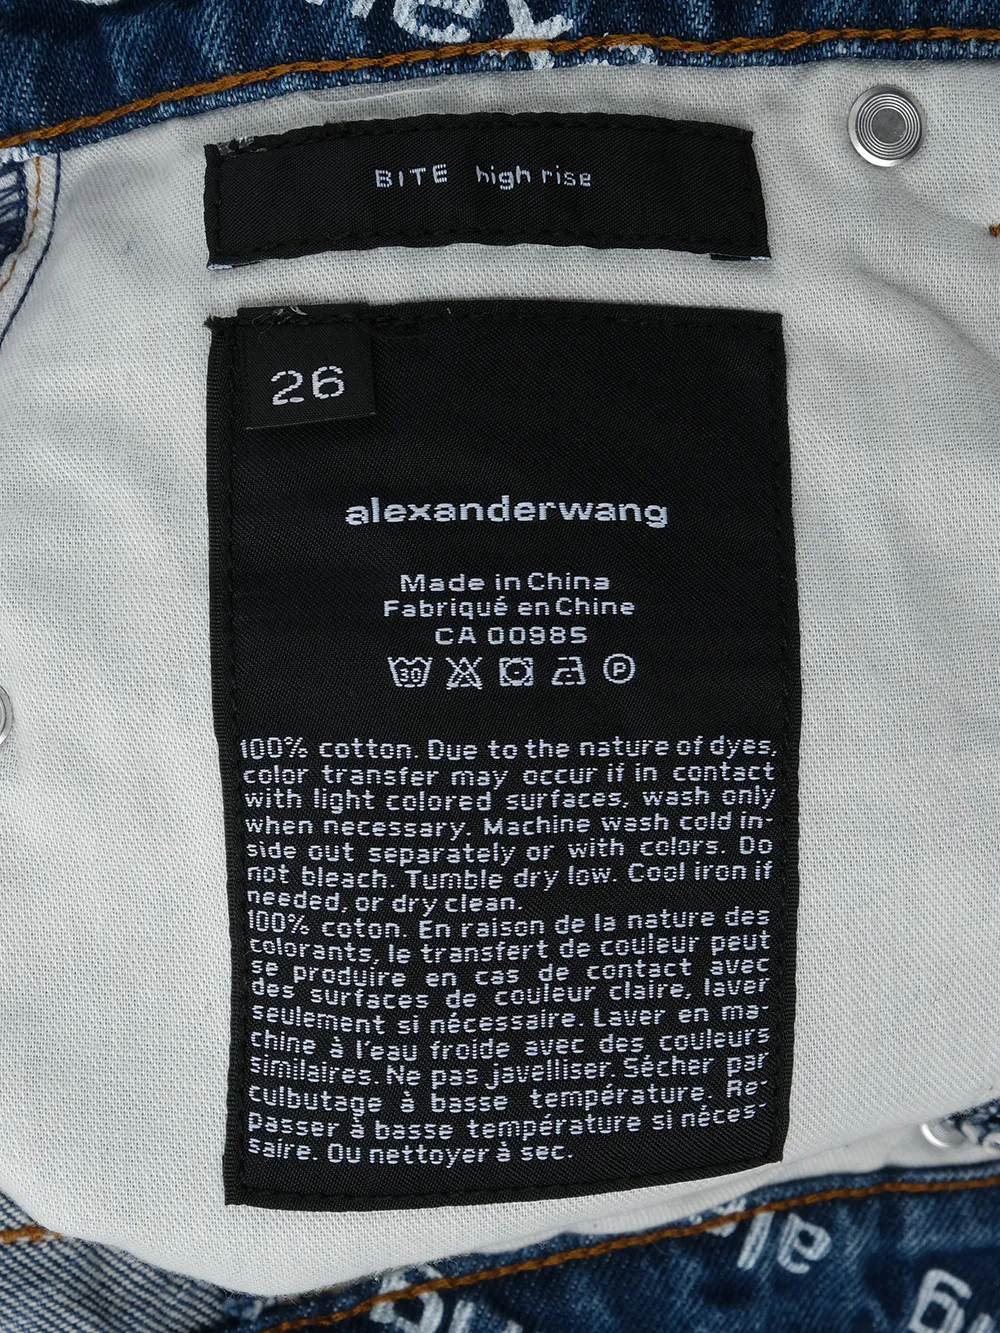 BITE high rise
26
alexanderwang
Made in China
Fabriqué en Chine
CA 00985
30 P
100% cotton. Due to the nature of dyes,
color transfer may occur if in contact
with light colored surfaces, wash only
when necessary. Machine wash cold in-
side out separately or with colors. Do
not bleach. Tumble dry low. Cool iron if
needed, or dry clean.
100% coton. En raison de la nature des
colorants, le transfert de couleur peut
se produire en cas de contact avec
des surfaces de couleur claire, laver
seulement si nécessaire. Laver en ma-
chine à l'eau froide avec des couleurs
similaires. Ne pas javelliser. Sécher par
culbutage à basse température. Re-
passer à basse température si néces-
saire. Ou nettoyer à sec.